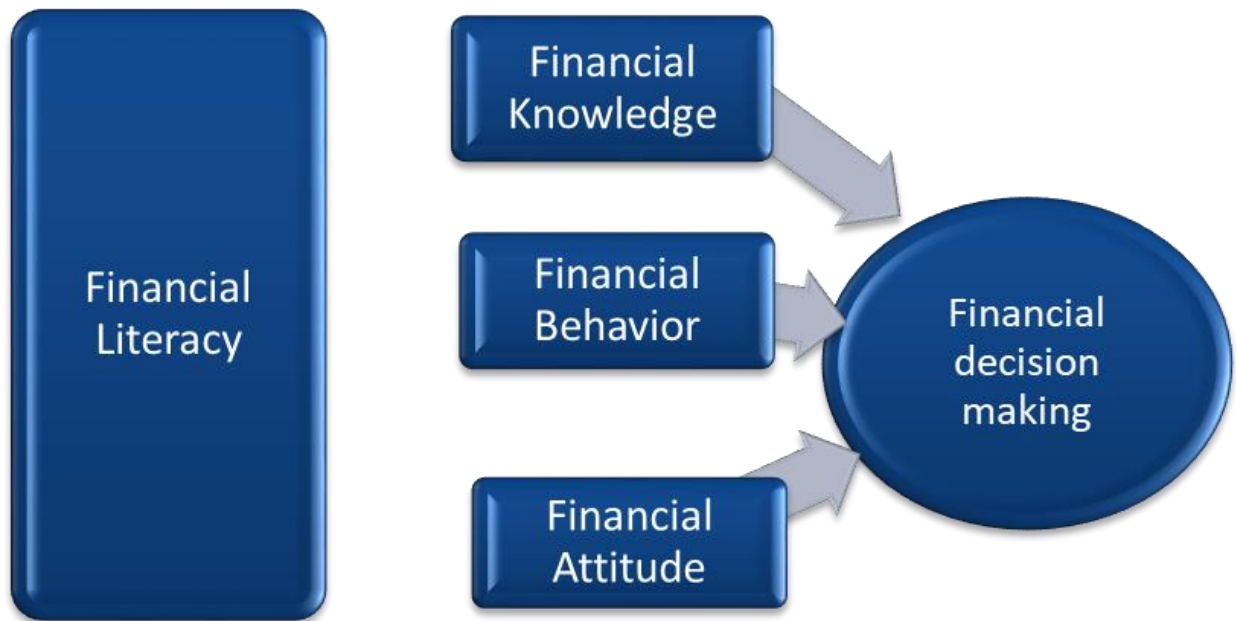 Financial
Literacy
Financial
Knowledge
Financial
Behavior
Financial
Attitude
Financial
decision
making